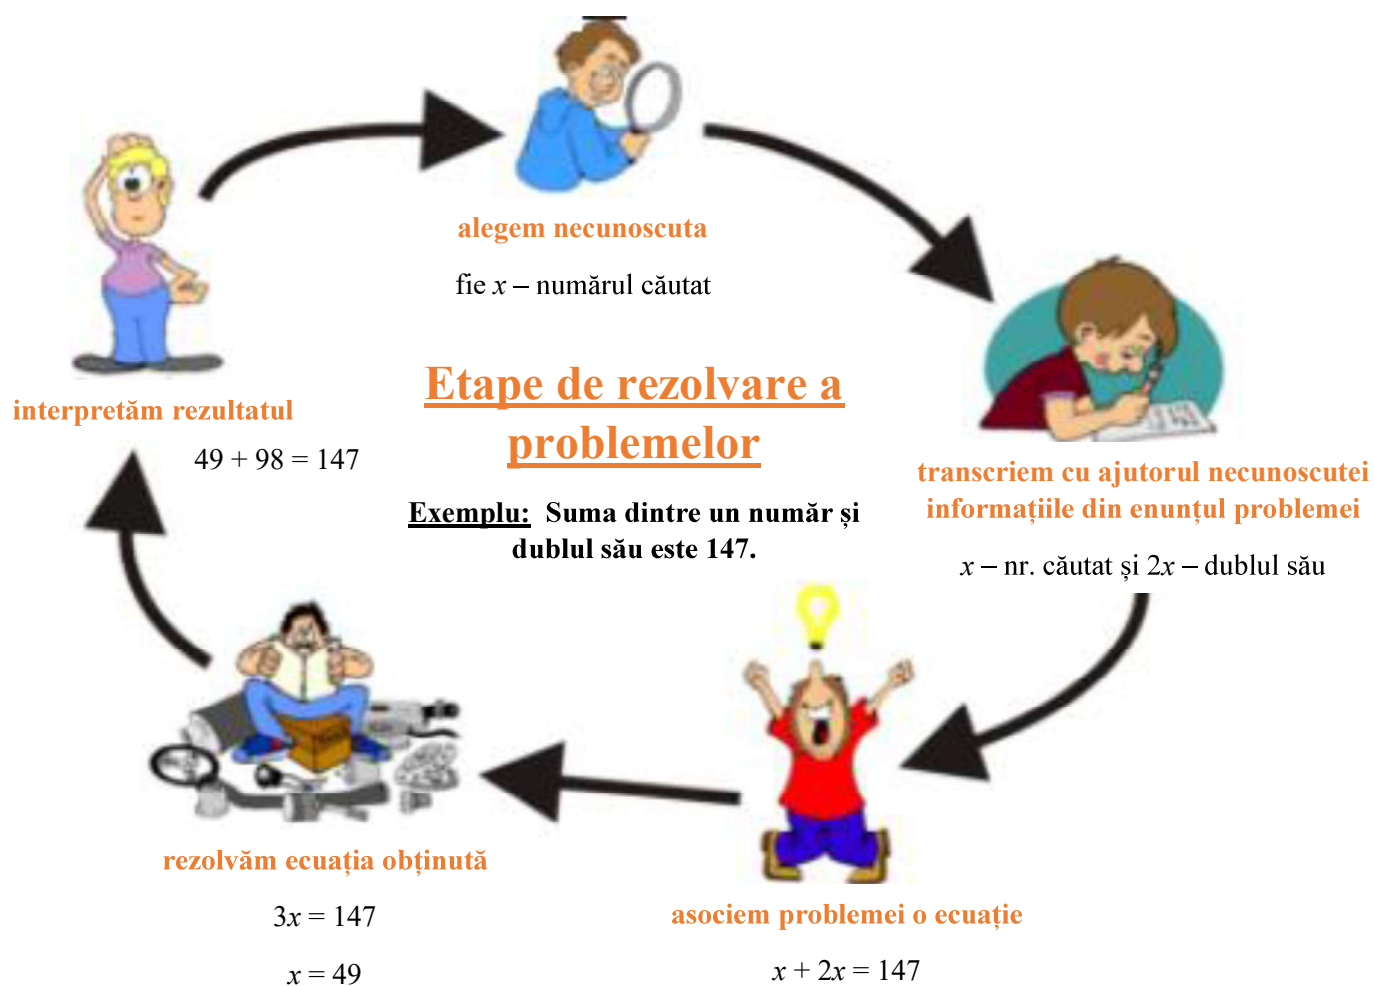 alegem necunoscuta
fie x – numărul căutat
Etape de rezolvare a
problemelor
Exemplu: Suma dintre un număr și
dublul său este 147.
transcriem cu ajutorul necunoscutei
informațiile din enunțul problemei
x – nr. căutat și 2x – dublul său
asociem problemei o ecuație
x + 2x = 147
rezolvăm ecuația obținută
3x = 147
x = 49
interpretăm rezultatul
49 + 98 = 147